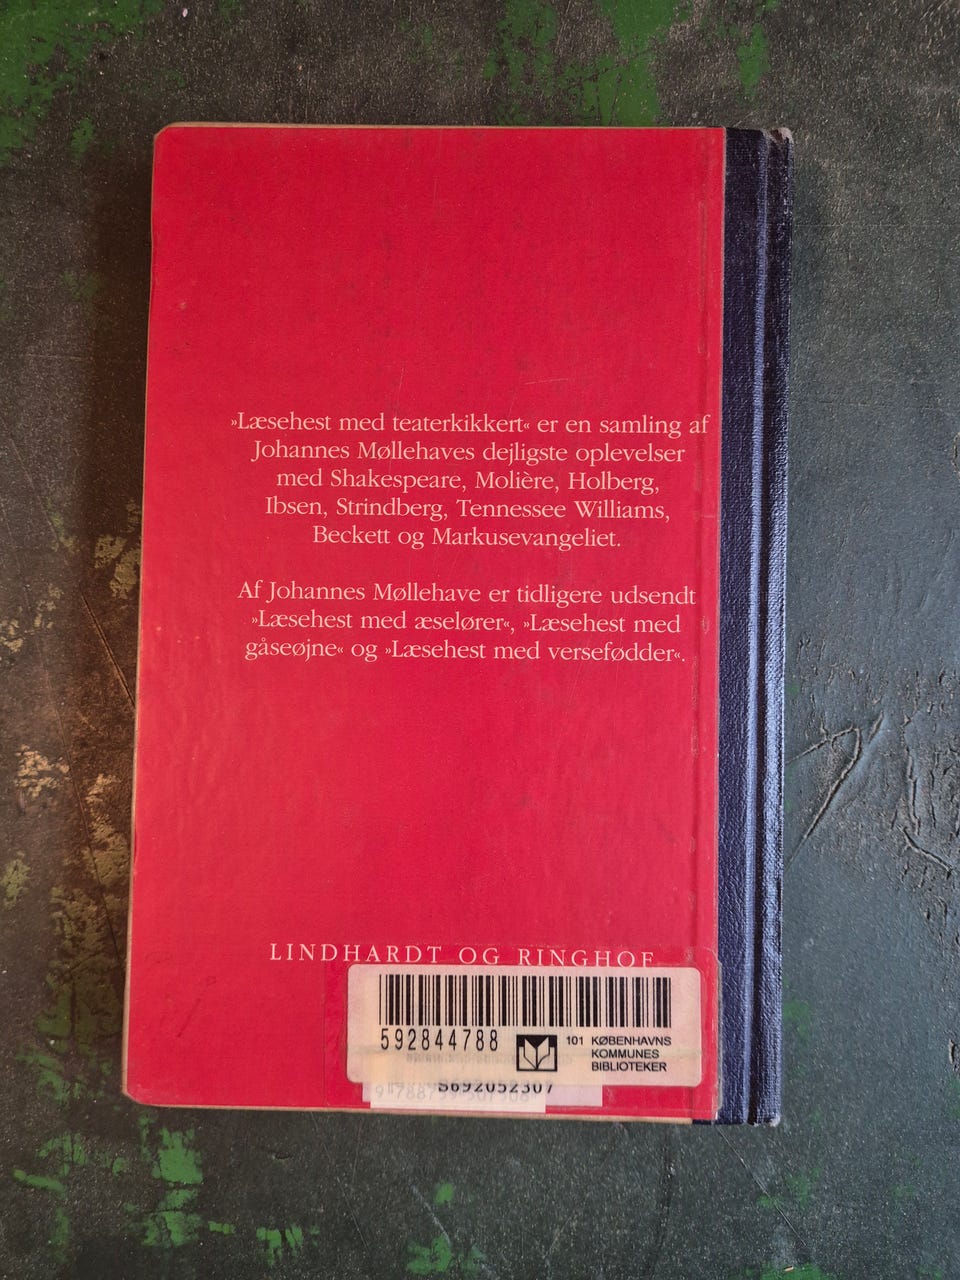 »Læsehest med teaterkikkert« er en samling af
Johannes Møllehaves dejligste oplevelser
med Shakespeare, Molière, Holberg,
Ibsen, Strindberg, Tennessee Williams,
Beckett og Markusevangeliet.
Af Johannes Møllehave er tidligere udsendt
»Læsehest med æselører«, »Læsehest med
gåseøjne« og »Læsehest med versefødder«.
LINDHARDT OG RINGHOF
592844788
101 KØBENHAVNS
KOMMUNES
BIBLIOTEKER
S692052307